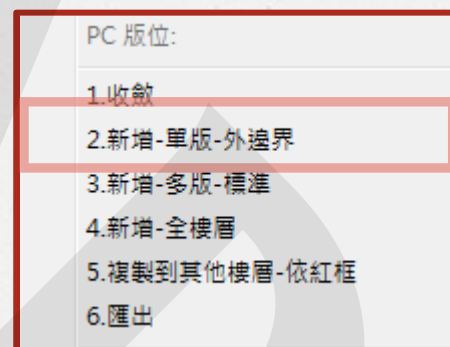 PC 版位:
1.收斂
2.新增-單版-外邊界
3.新增-多版-標準
4.新增-全樓層
5.複製到其他樓層-依紅框
6.匯出